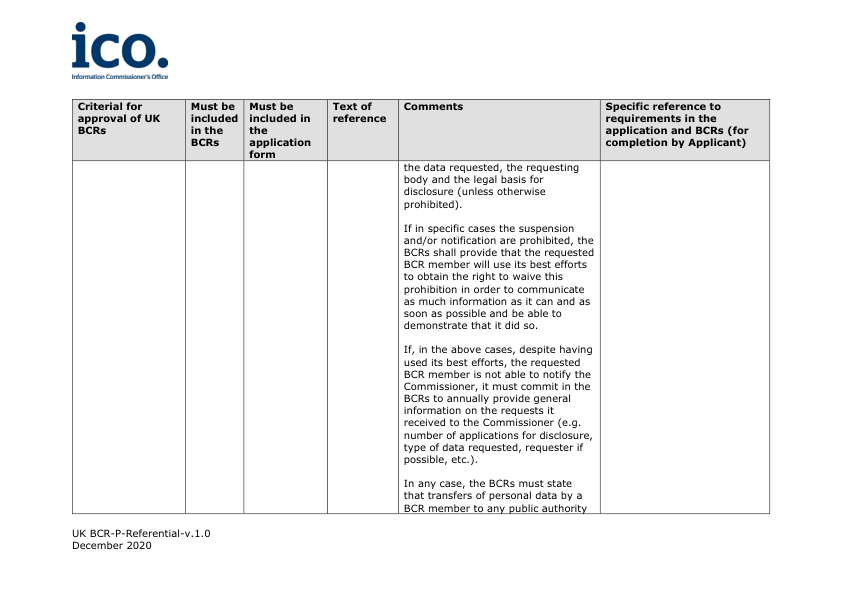 ico.
Information Commissioner's Office
Criterial for
approval of UK
BCRs
Must be
included
in the
BCRs
Must be
included in
the
application
form
Text of
reference
Comments
Specific reference to
requirements in the
application and BCRs (for
completion by Applicant)
the data requested, the requesting
body and the legal basis for
disclosure (unless otherwise
prohibited).
If in specific cases the suspension
and/or notification are prohibited, the
BCRs shall provide that the requested
BCR member will use its best efforts
to obtain the right to waive this
prohibition in order to communicate
as much information as it can and as
soon as possible and be able to
demonstrate that it did so.
If, in the above cases, despite having
used its best efforts, the requested
BCR member is not able to notify the
Commissioner, it must commit in the
BCRs to annually provide general
information on the requests it
received to the Commissioner (e.g.
number of applications for disclosure,
type of data requested, requester if
possible, etc.).
In any case, the BCRs must state
that transfers of personal data by a
BCR member to any public authority
UK BCR-P-Referential-v.1.0
December 2020